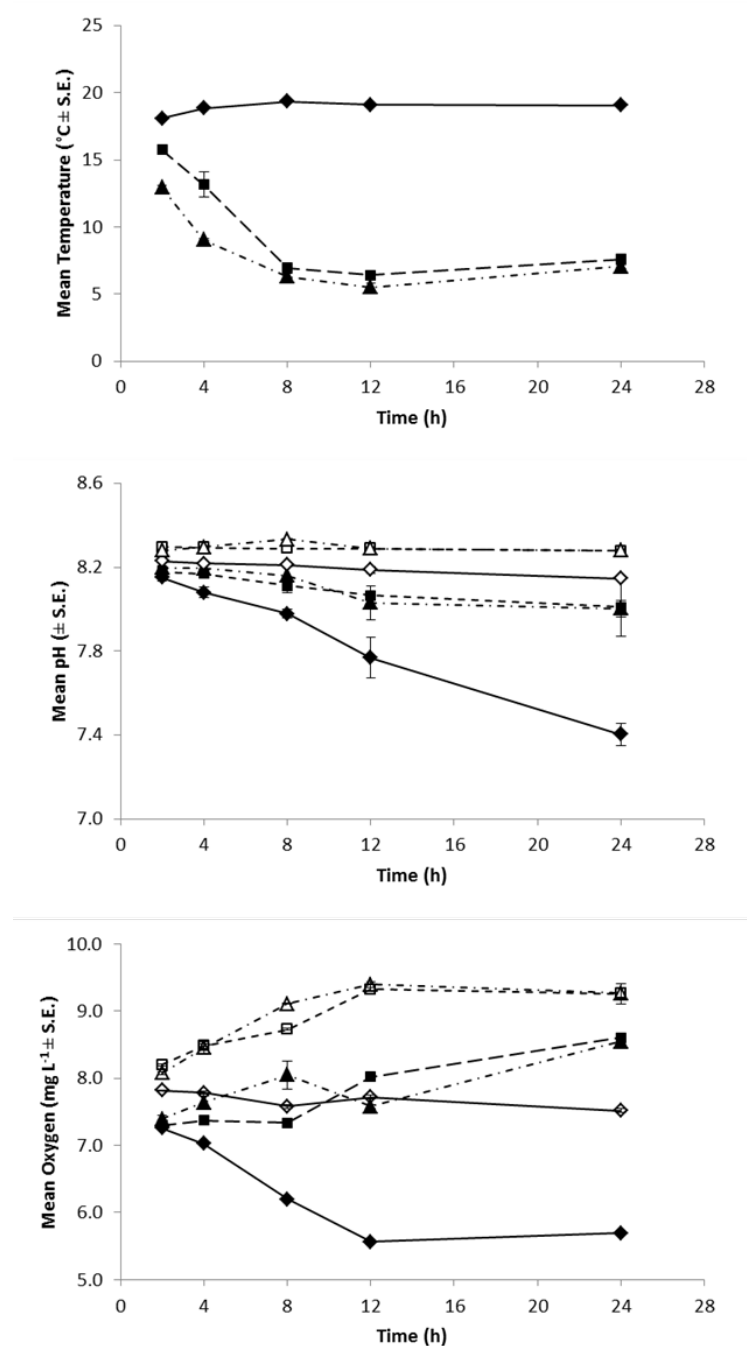 Mean Temperature (°C ± S.E.)
25
20
15
10
5
0
0 4 8 12 16 20 24 28
Time (h)
Mean pH (± S.E.)
8.6
8.2
7.8
7.4
7.0
0 4 8 12 16 20 24 28
Time (h)
Mean Oxygen (mg L⁻¹ ± S.E.)
10.0
9.0
8.0
7.0
6.0
5.0
0 4 8 12 16 20 24 28
Time (h)